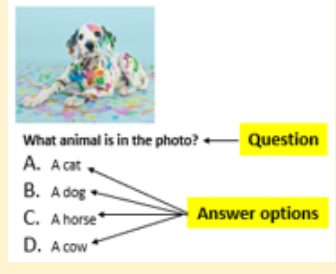 What animal is in the photo? Question
A. A cat
B. A dog
C. A horse
Answer options
D. A cow